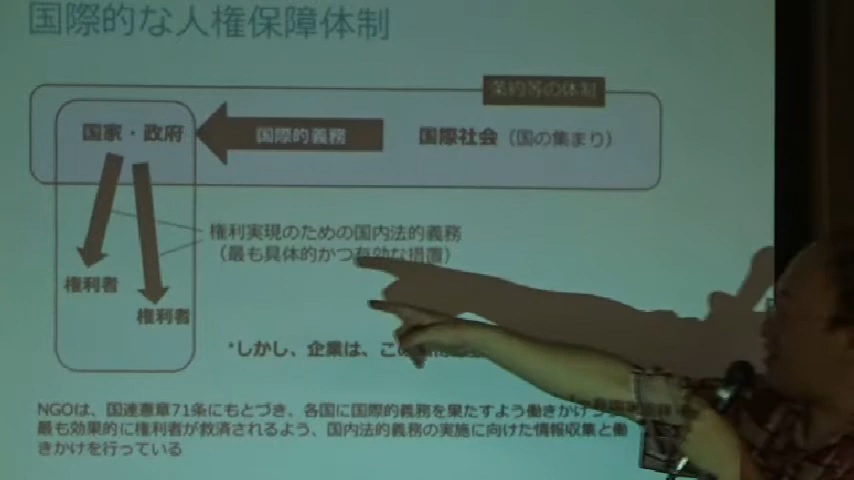 国際的な人権保障体制
条約等の体制
国家・政府
国際的義務
国際社会（国の集まり）
権利実現のための国内法的義務
（最も具体的かつ有効な措置）
権利者
権利者
*しかし、企業は、こ
NGOは、国連憲章71条にもとづき、各国に国際的義務を果たすよう働きかけ
最も効果的に権利者が救済されるよう、国内法的義務の実施に向けた情報収集と働
きかけを行っている